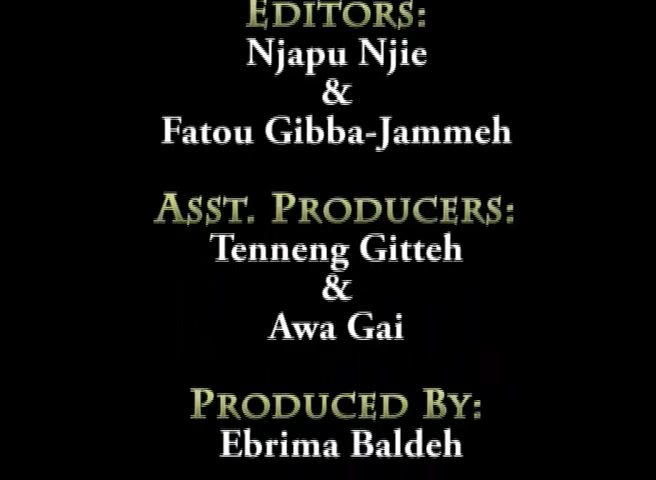 EDITORS:
Njapu Njie
&
Fatou Gibba-Jammeh
ASST. PRODUCERS:
Tenneng Gitteh
&
Awa Gai
PRODUCED BY:
Ebrima Baldeh